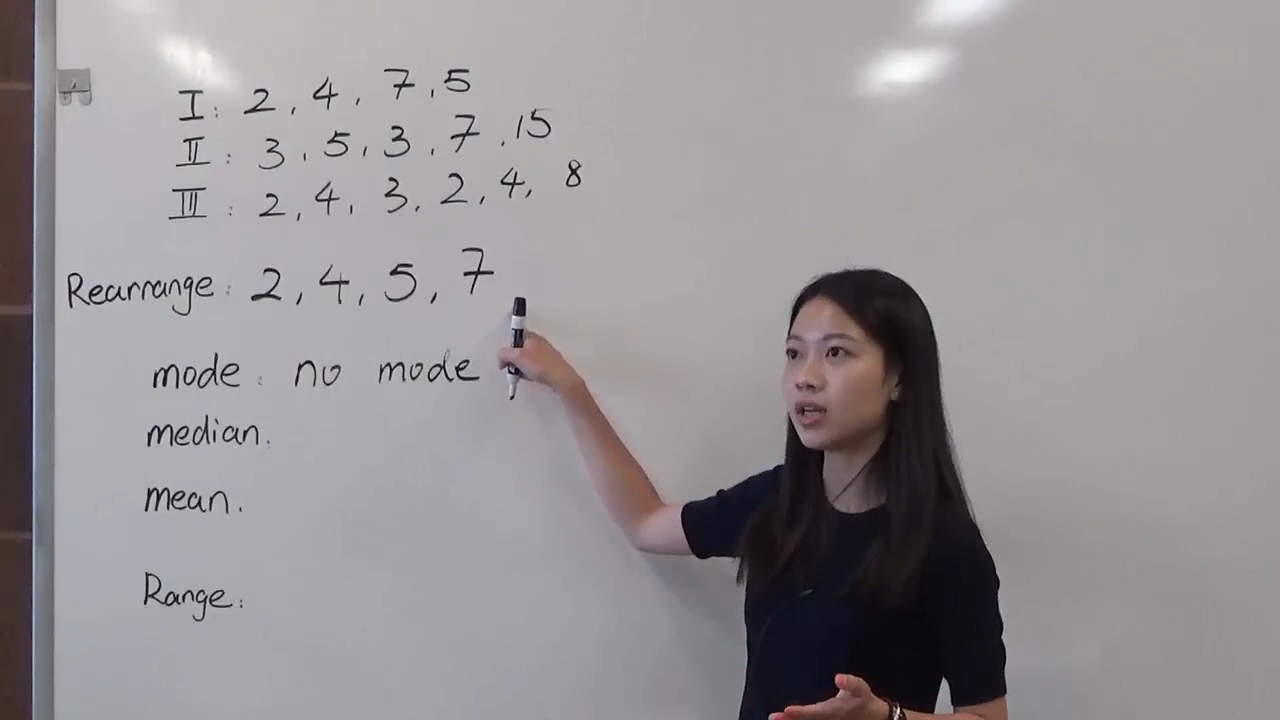 I: 2, 4, 7, 5
II: 3, 5, 3, 7, 15
III: 2, 4, 3, 2, 4, 8
Rearrange: 2, 4, 5, 7
mode: no mode
median:
mean.
Range: